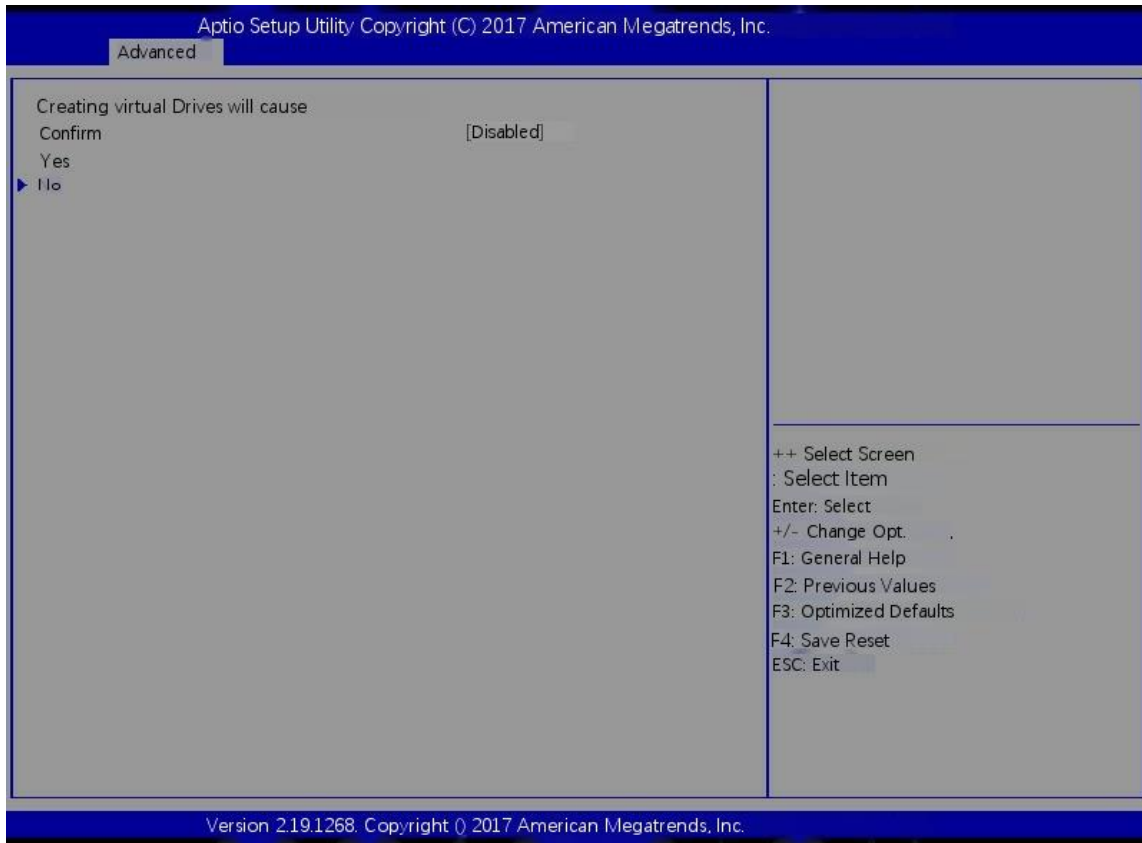 Aptio Setup Utility Copyright (C) 2017 American Megatrends, Inc.
Advanced
Creating virtual Drives will cause
Confirm [Disabled]
Yes
No
++ Select Screen
: Select Item
Enter: Select
+/- Change Opt. .
F1: General Help
F2: Previous Values
F3: Optimized Defaults
F4: Save Reset
ESC: Exit
Version 2.19.1268. Copyright () 2017 American Megatrends, Inc.